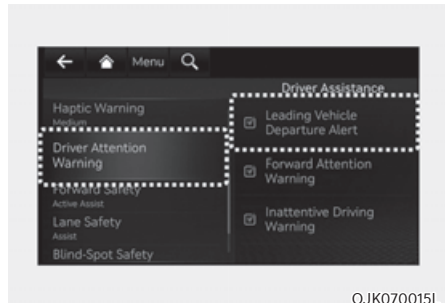 Menu
Driver Assistance
Haptic Warning
Medium
Driver Attention
Warning
Forward Safety
Active Assist
Lane Safety
Assist
Blind-Spot Safety
Leading Vehicle
Departure Alert
Forward Attention
Warning
Inattentive Driving
Warning
OJK070015L